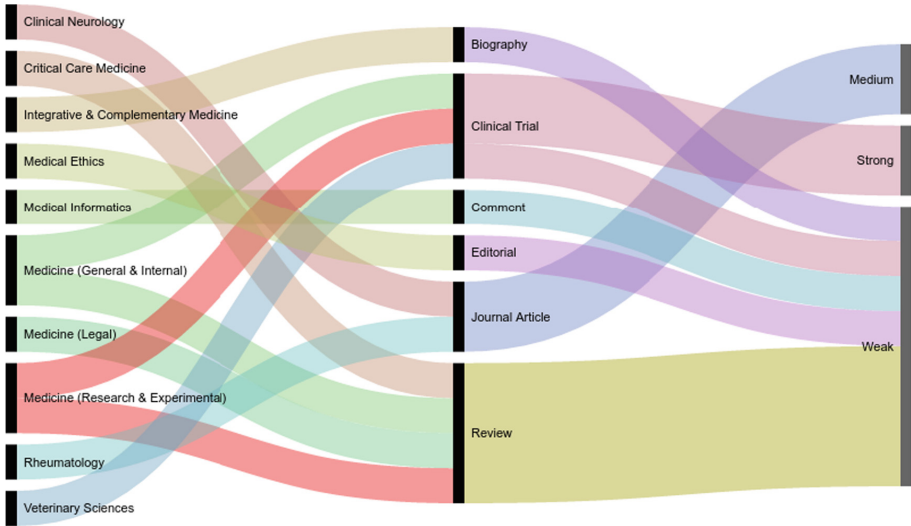 Clinical Neurology
Critical Care Medicine
Integrative & Complementary Medicine
Medical Ethics
Medical Informatics
Medicine (General & Internal)
Medicine (Legal)
Medicine (Research & Experimental)
Rheumatology
Veterinary Sciences
Biography
Clinical Trial
Comment
Editorial
Journal Article
Review
Medium
Strong
Weak